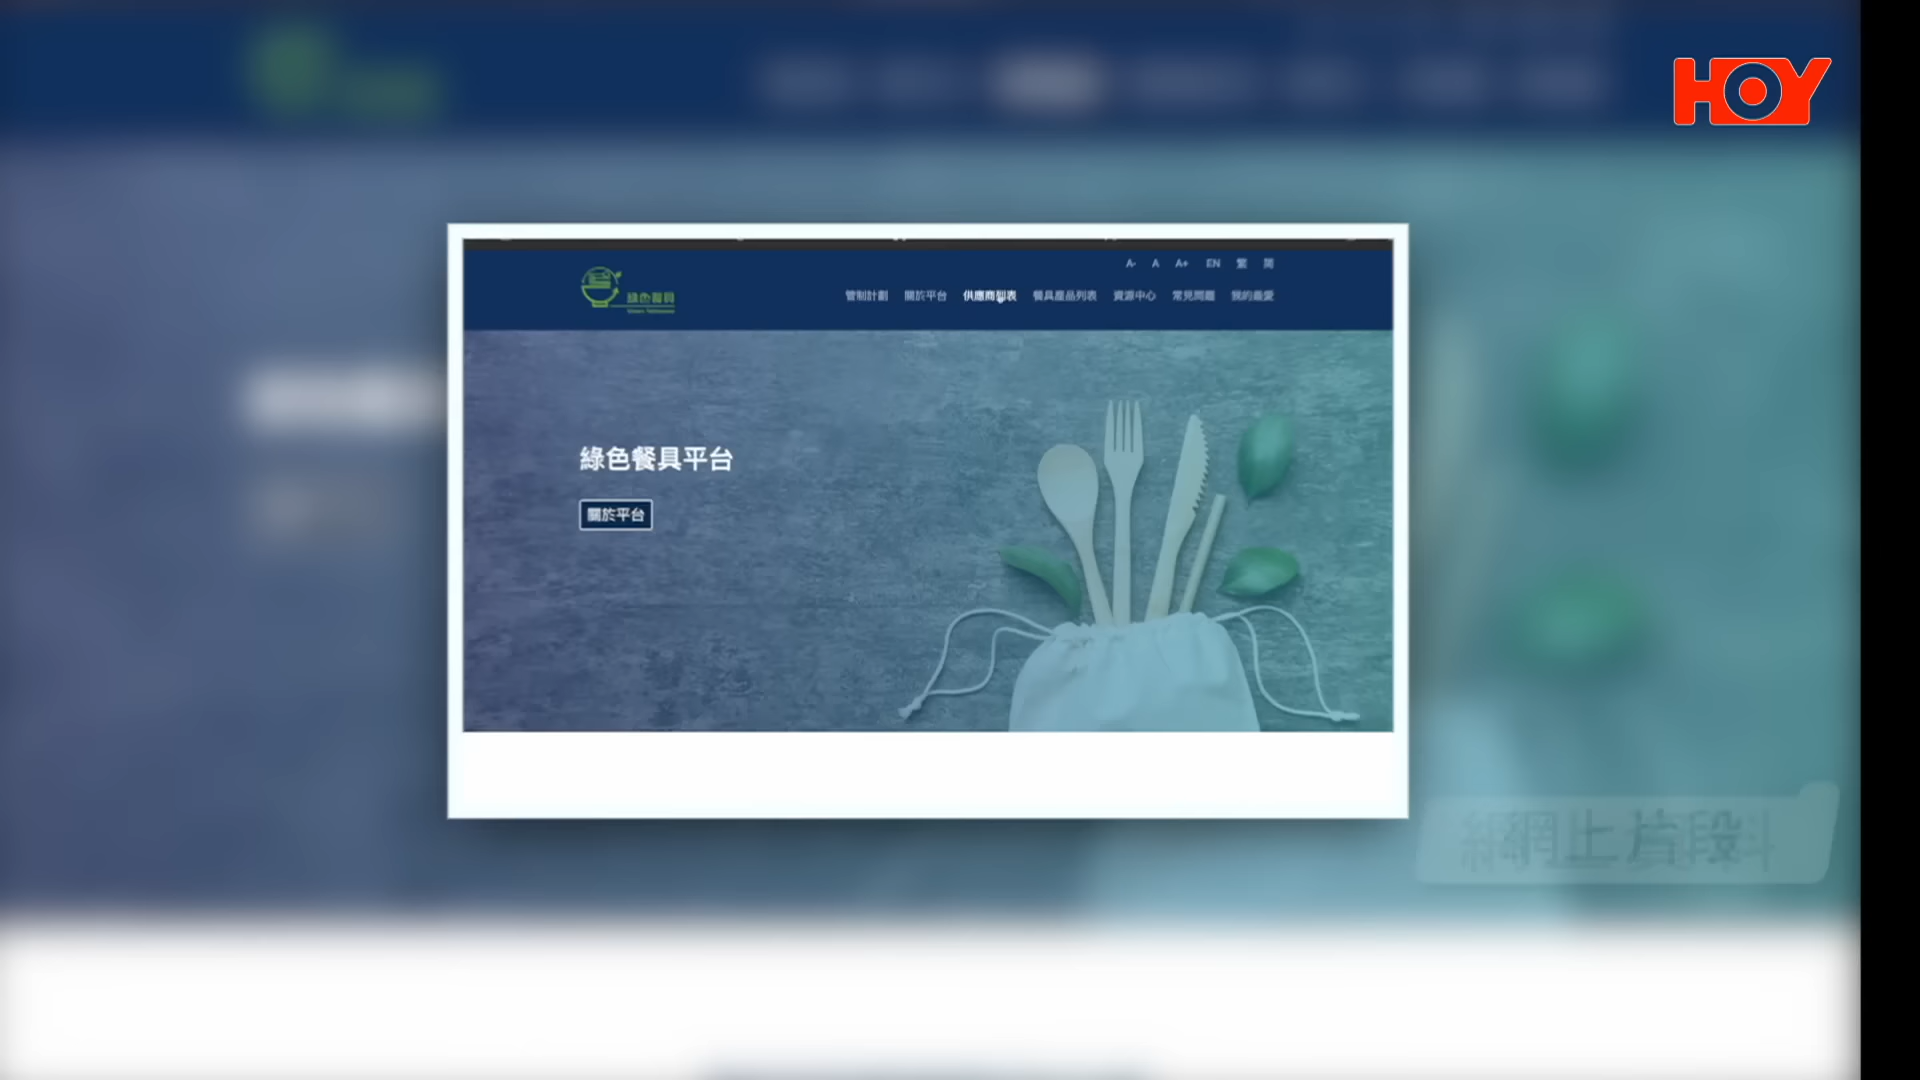 HOY
A- A A+ EN 繁 简
綠色餐具
管制計劃 關於平台 供應商列表 餐具產品列表 資源中心 常見問題 我的最愛
綠色餐具平台
關於平台
網上片段